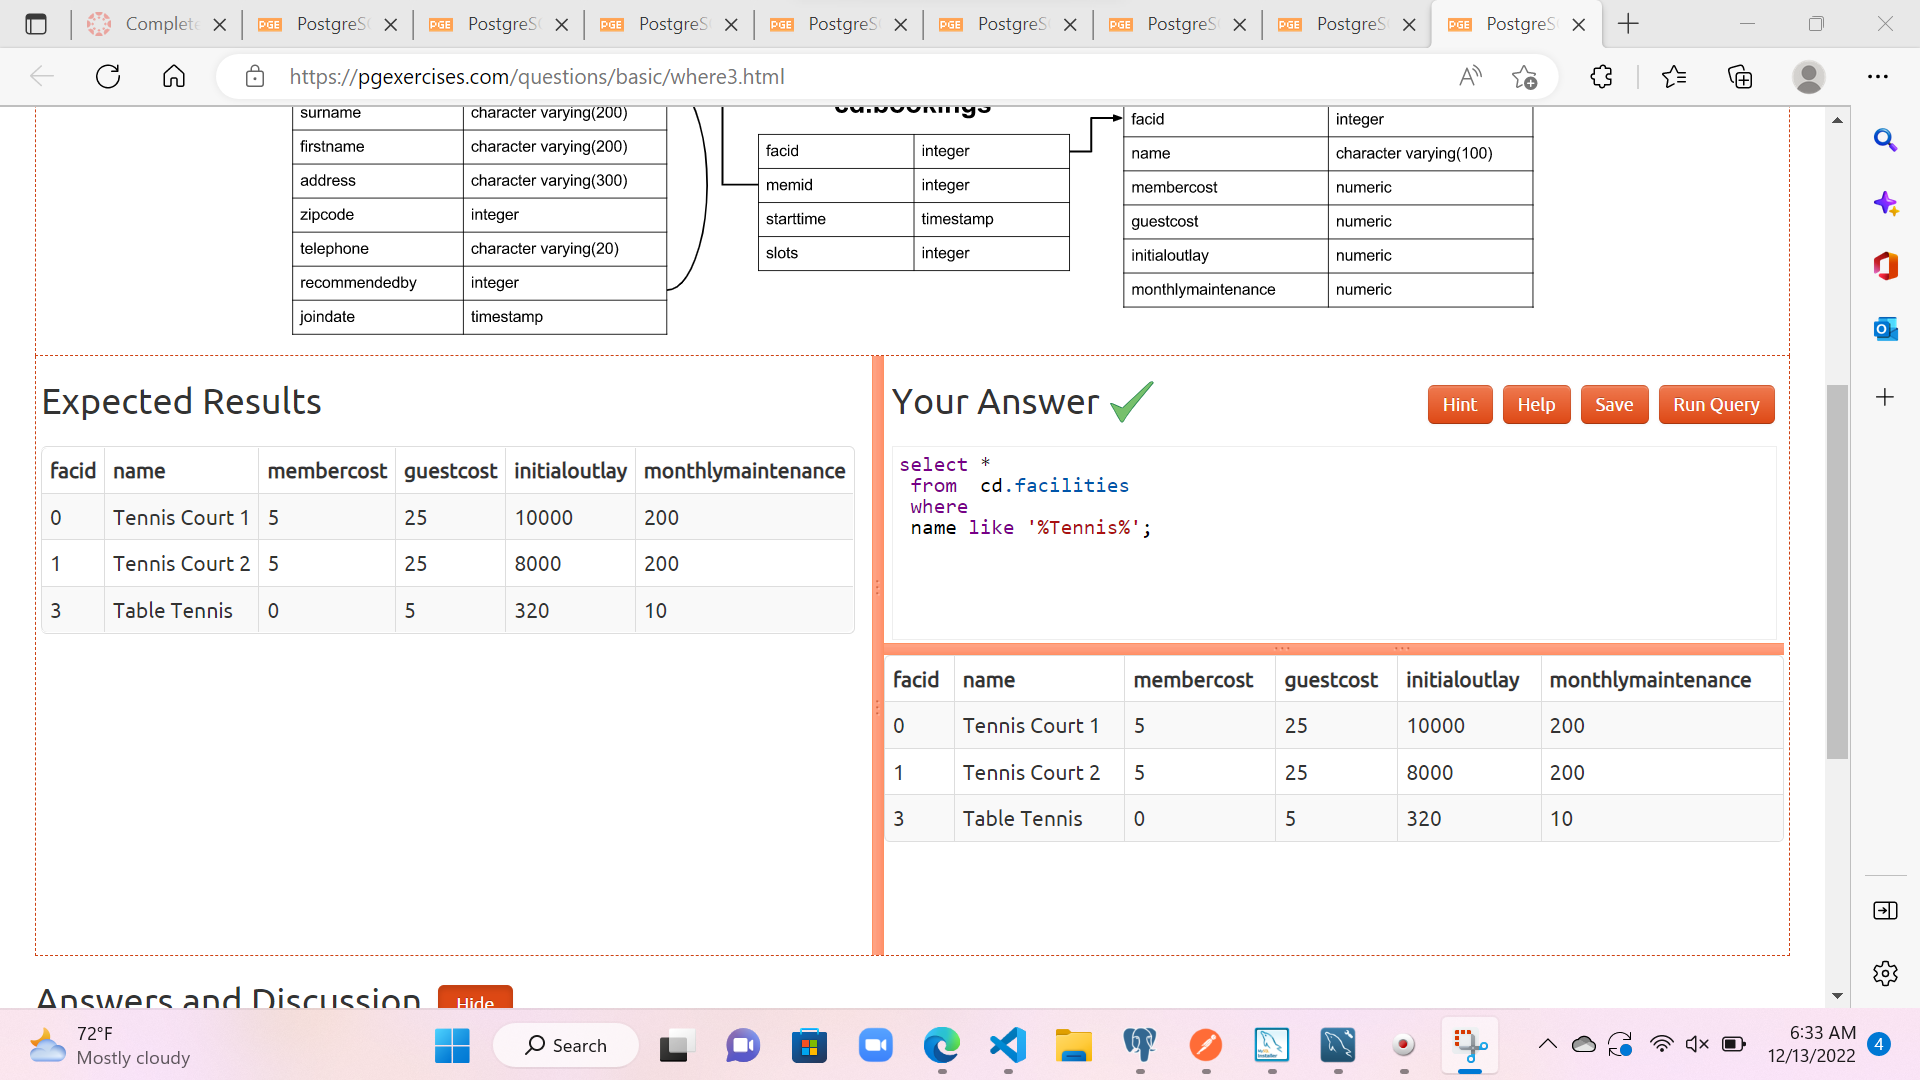 Complete
PGE PostgreS
PGE PostgreS
PGE PostgreS
PGE PostgreS
PGE PostgreS
PGE PostgreS
PGE PostgreS
PGE PostgreS
https://pgexercises.com/questions/basic/where3.html
cd.bookings
surname character varying(200)
firstname character varying(200)
address character varying(300)
zipcode integer
telephone character varying(20)
recommendedby integer
joindate timestamp
facid integer
memid integer
starttime timestamp
slots integer
facid integer
name character varying(100)
membercost numeric
guestcost numeric
initialoutlay numeric
monthlymaintenance numeric
Expected Results
facid name membercost guestcost initialoutlay monthlymaintenance
0 Tennis Court 1 5 25 10000 200
1 Tennis Court 2 5 25 8000 200
3 Table Tennis 0 5 320 10
Your Answer
Hint Help Save Run Query
select *
from  cd.facilities
where
name like '%Tennis%';
facid name membercost guestcost initialoutlay monthlymaintenance
0 Tennis Court 1 5 25 10000 200
1 Tennis Court 2 5 25 8000 200
3 Table Tennis 0 5 320 10
Answers and Discussion Hide
72°F
Mostly cloudy
Search
6:33 AM
12/13/2022
4